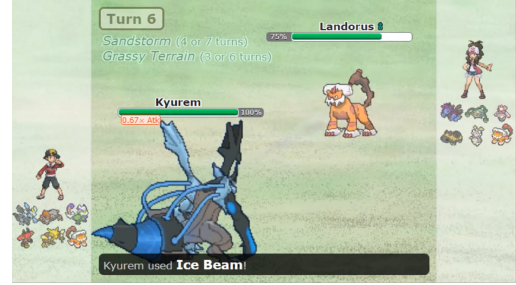 Turn 6
Sandstorm (4 or 7 turns)
Grassy Terrain (3 or 6 turns)
Landorus
75%
Kyurem
100%
0.67× Atk
Kyurem used Ice Beam!